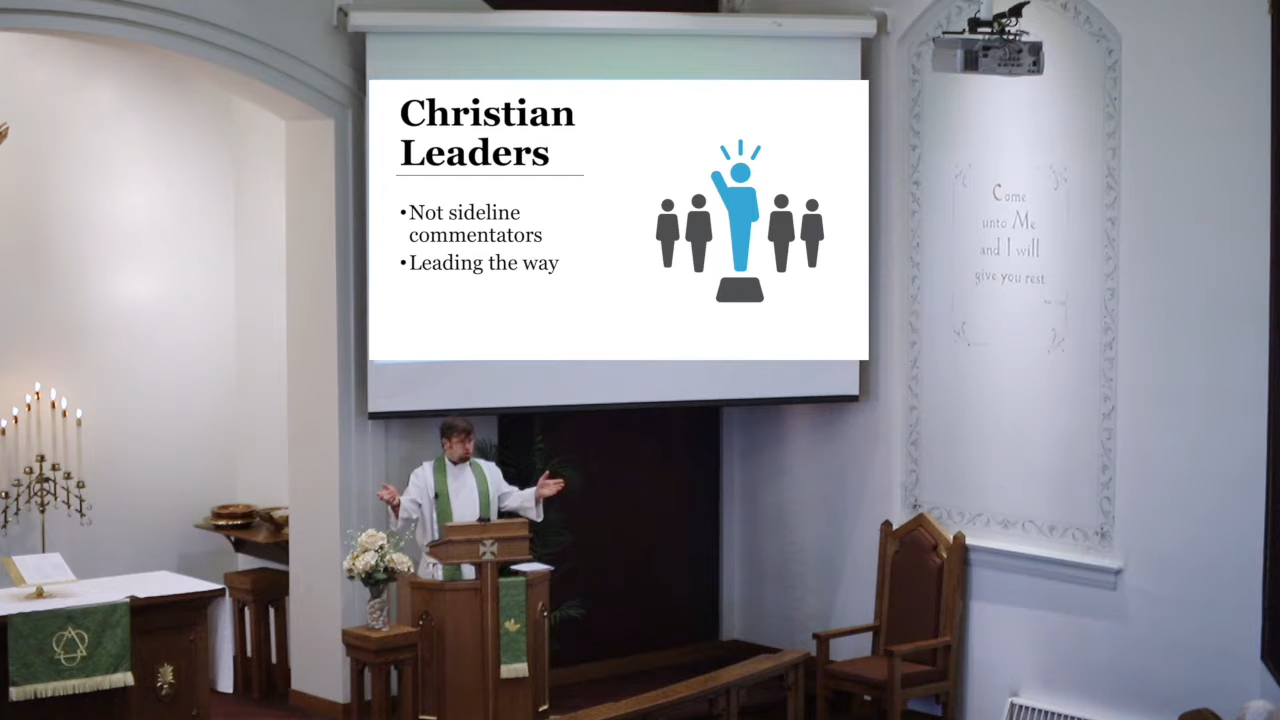 Christian
Leaders
•Not sideline
commentators
•Leading the way
Come
unto Me
and I will
give you rest